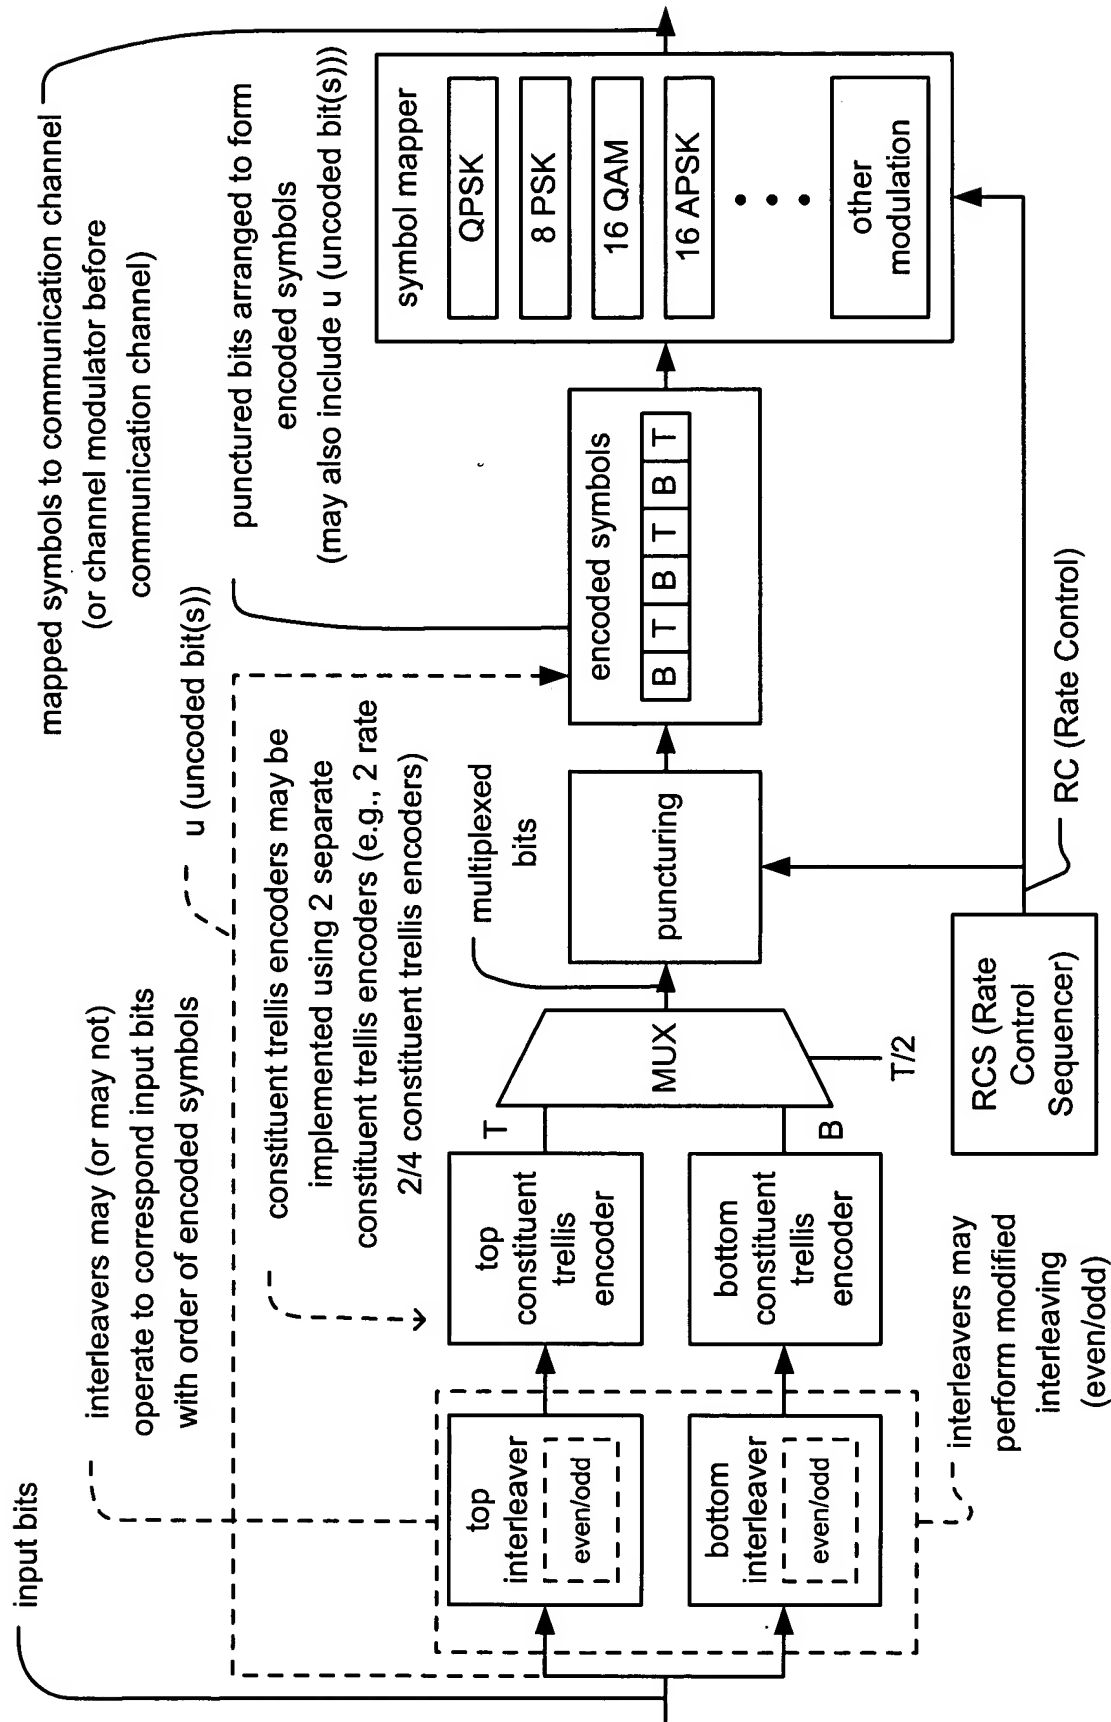 input bits
interleavers may (or may not)
operate to correspond input bits
with order of encoded symbols
u (uncoded bit(s))
mapped symbols to communication channel
(or channel modulator before
communication channel)
constituent trellis encoders may be
implemented using 2 separate
constituent trellis encoders (e.g., 2 rate
2/4 constituent trellis encoders)
punctured bits arranged to form
encoded symbols
(may also include u (uncoded bit(s)))
top
interleaver
even/odd
bottom
interleaver
even/odd
interleavers may
perform modified
interleaving
(even/odd)
top
constituent
trellis
encoder
bottom
constituent
trellis
encoder
T
B
MUX
T/2
multiplexed
bits
puncturing
encoded symbols
B T B T B T
symbol mapper
QPSK
8 PSK
16 QAM
16 APSK
other
modulation
RCS (Rate
Control
Sequencer)
RC (Rate Control)